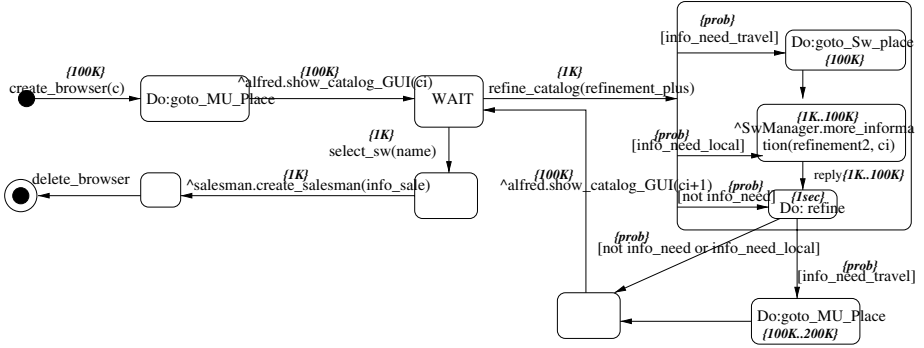 {prob}
[info_need_travel]
Do:goto_Sw_place
{100K}
{100K}
create_browser(c)
Do:goto_MU_Place
{100K}
^alfred.show_catalog_GUI(ci)
WAIT
{1K}
refine_catalog(refinement_plus)
{1K..100K}
^SwManager.more_informa
tion(refinement2, ci)
{1K}
select_sw(name)
{prob}
[info_need_local]
reply{1K..100K}
delete_browser
{1K}
^salesman.create_salesman(info_sale)
{100K}
^alfred.show_catalog_GUI(ci+1)
{prob}
[not info_need]
{1sec}
Do: refine
{prob}
[not info_need or info_need_local]
{prob}
[info_need_travel]
Do:goto_MU_Place
{100K..200K}